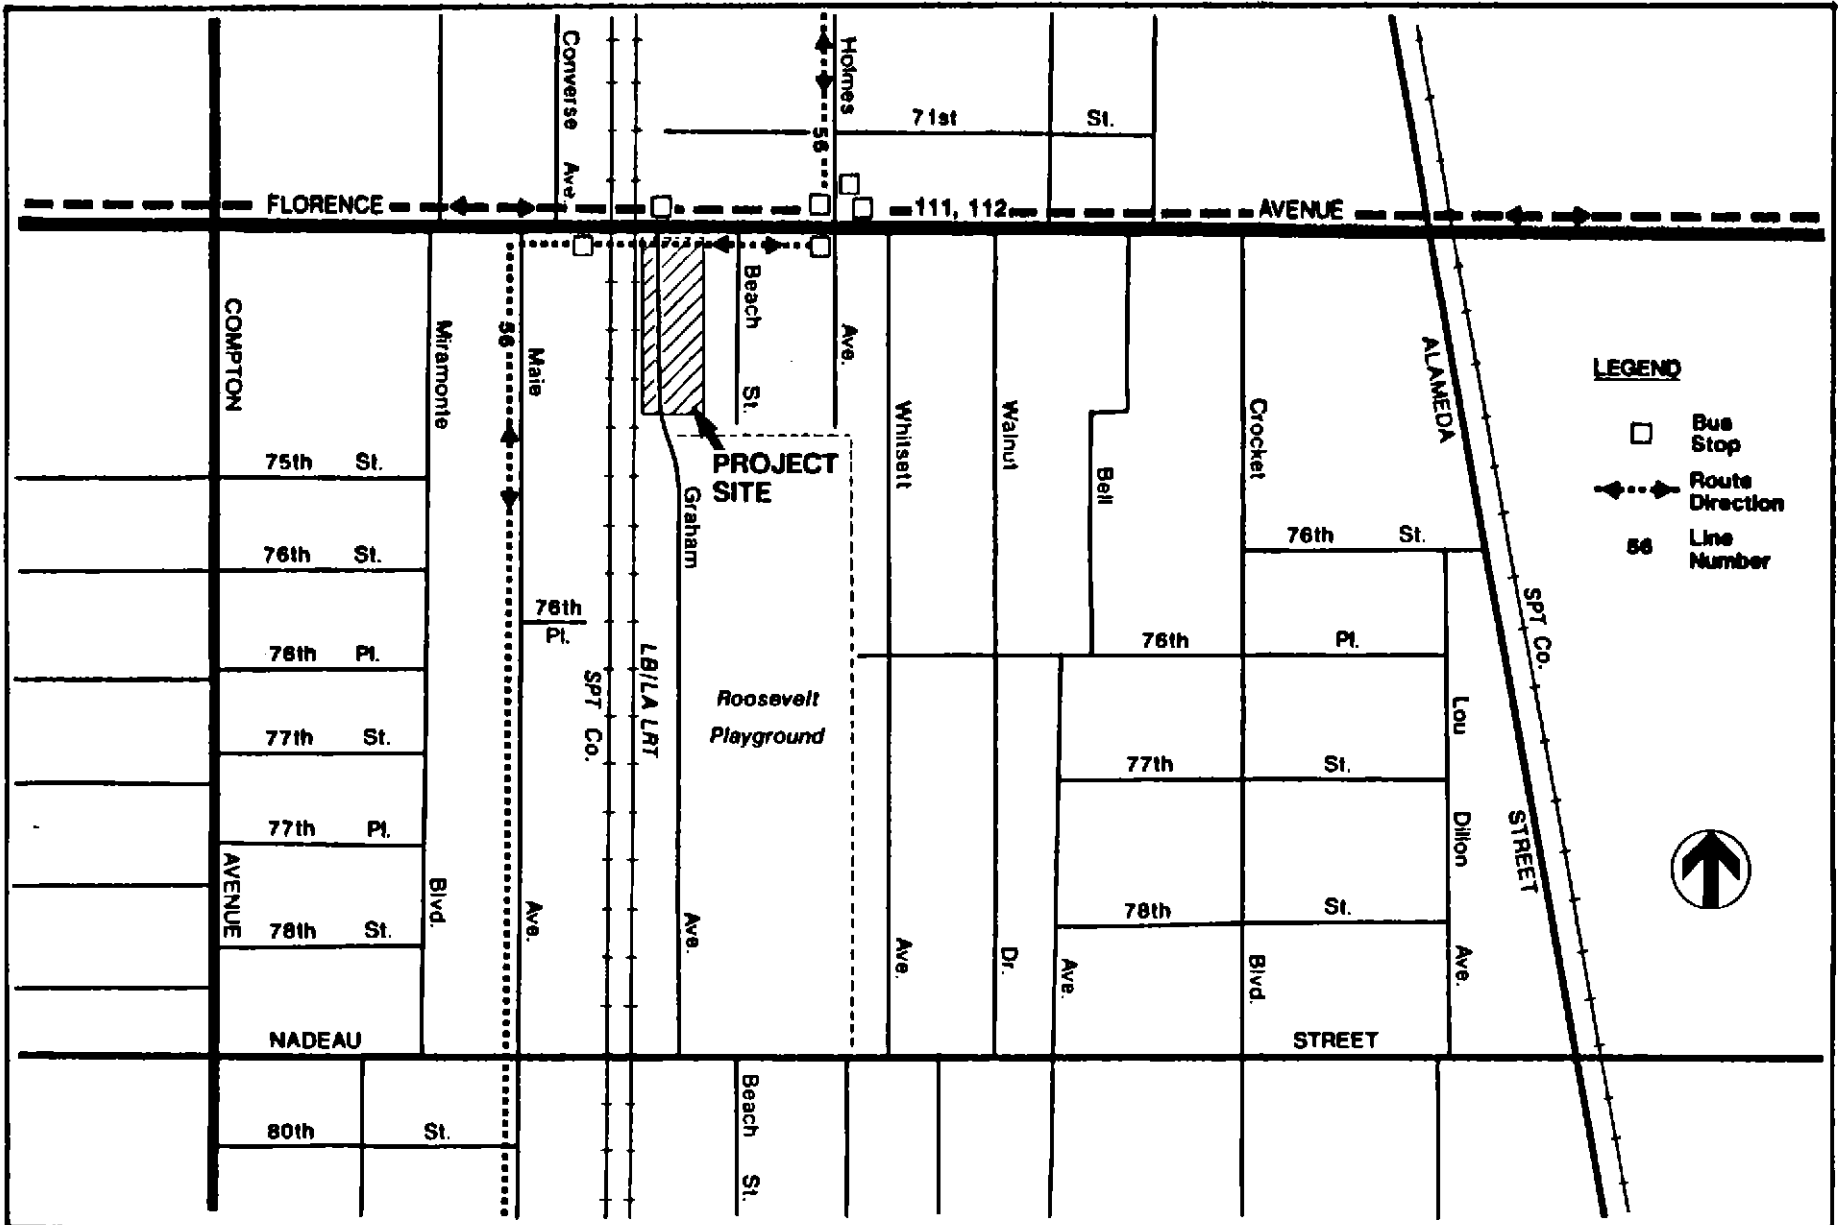 Converse Ave.
Holmes Ave.
71st St.
56
FLORENCE AVENUE
111, 112
COMPTON AVENUE
Miramonte Blvd.
56
Maie Ave.
Beach St.
PROJECT
SITE
Graham Ave.
Whitsett Ave.
Walnut Dr.
Bell Ave.
Crocket Blvd.
ALAMEDA STREET
SPT Co.
LEGEND
Bus
Stop
Route
Direction
56
Line
Number
75th St.
76th St.
76th St.
76th
Pl.
76th Pl.
76th Pl.
SPT Co.
LB/LA LRT
Roosevelt
Playground
Lou Dillon Ave.
77th St.
77th St.
77th Pl.
78th St.
78th St.
NADEAU STREET
80th St.
Beach St.